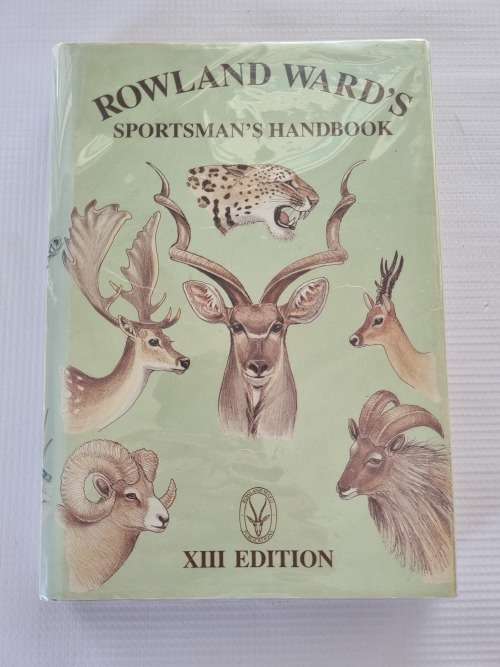 ROWLAND WARD'S
SPORTSMAN'S HANDBOOK
XIII EDITION